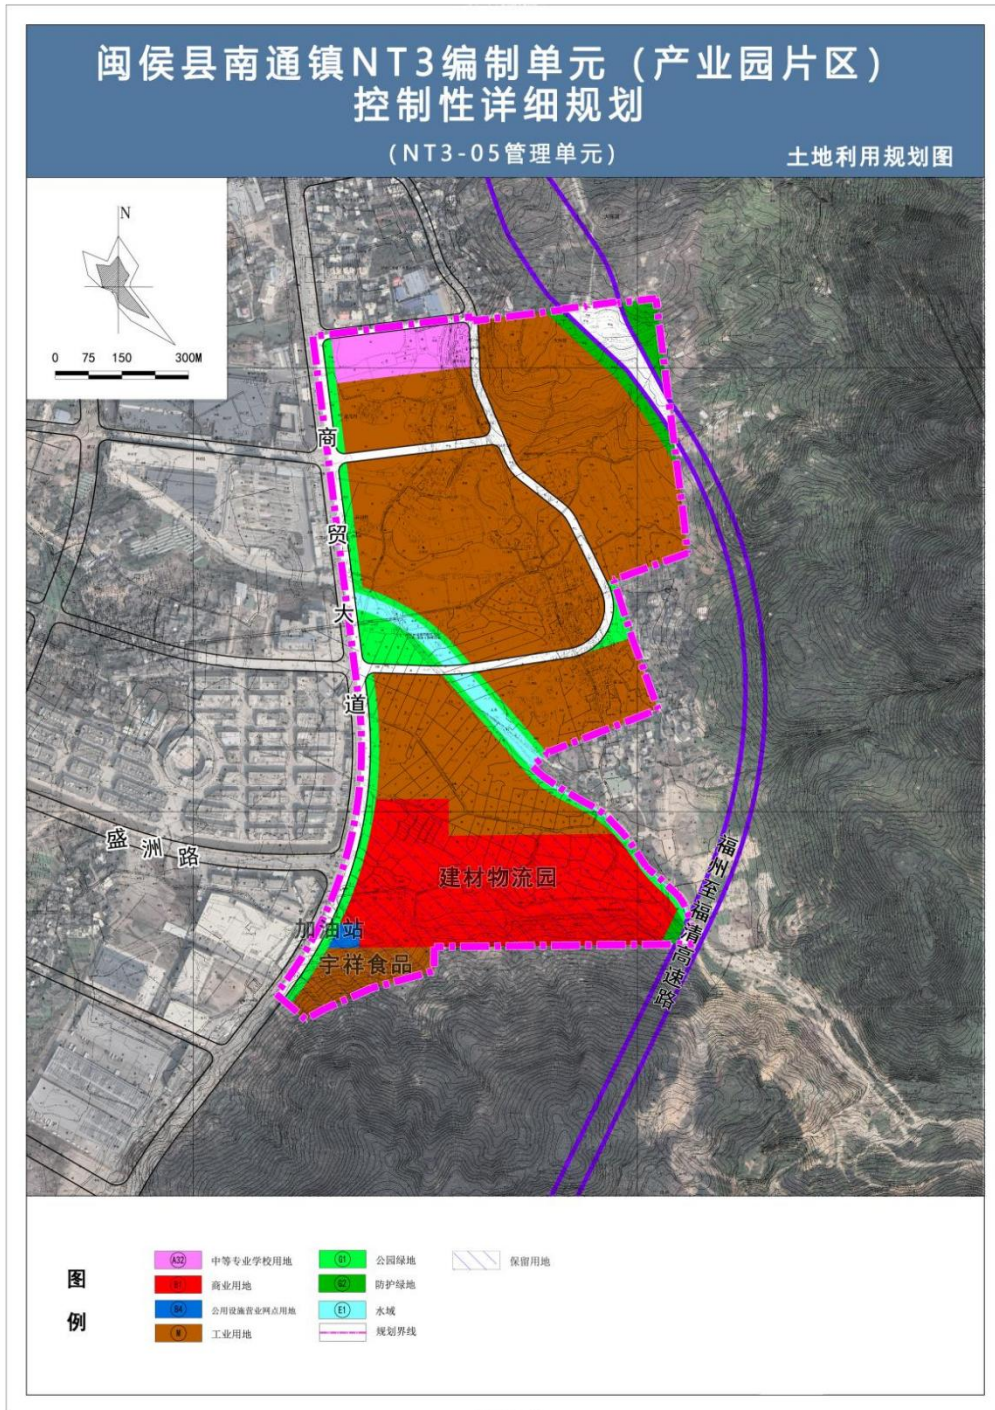 闽侯县南通镇NT3编制单元（产业园片区）
控制性详细规划
（NT3-05管理单元）
土地利用规划图
N
0 75 150 300M
商
贸
大
道
盛洲路
建材物流园
加油站
宇祥食品
福州至福清高速路
图
例
A32 中等专业学校用地
B1 商业用地
B4 公用设施营业网点用地
M 工业用地
G1 公园绿地
G2 防护绿地
E1 水域
规划界线
保留用地